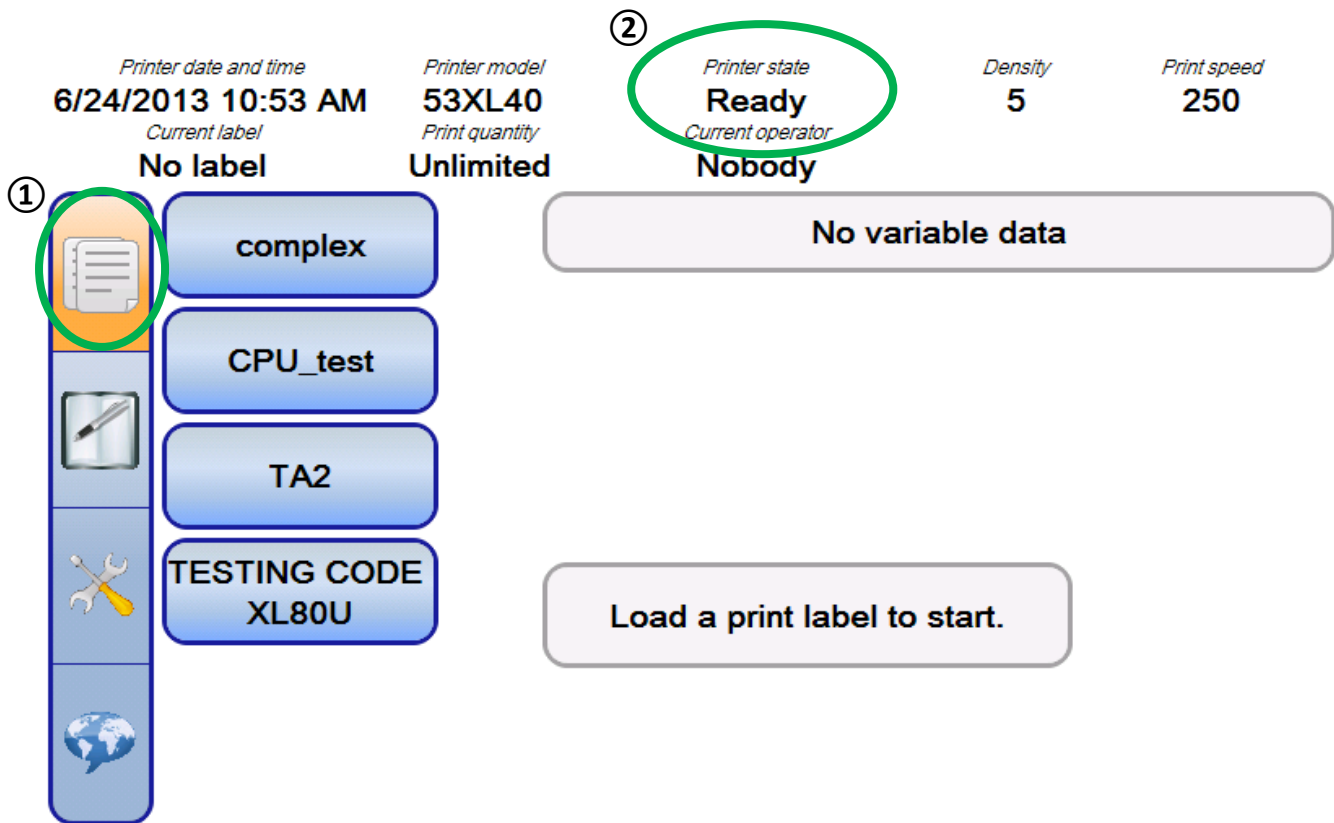 ②
Printer date and time Printer model Printer state Density Print speed
6/24/2013 10:53 AM 53XL40 Ready 5 250
Current label Print quantity Current operator
No label Unlimited Nobody
①
complex
No variable data
CPU_test
TA2
TESTING CODE
XL80U
Load a print label to start.